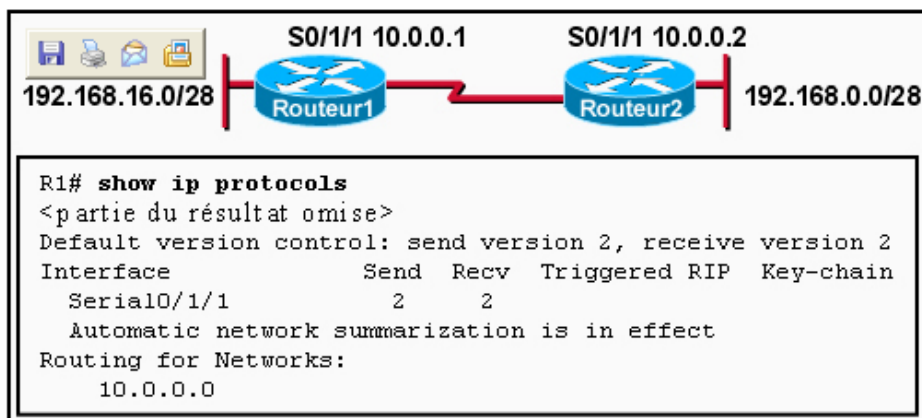 S0/1/1 10.0.0.1 S0/1/1 10.0.0.2
192.168.16.0/28 Routeur1 Routeur2 192.168.0.0/28
R1# show ip protocols
<partie du résultat omise>
Default version control: send version 2, receive version 2
Interface Send Recv Triggered RIP Key-chain
Serial0/1/1 2 2
Automatic network summarization is in effect
Routing for Networks:
10.0.0.0